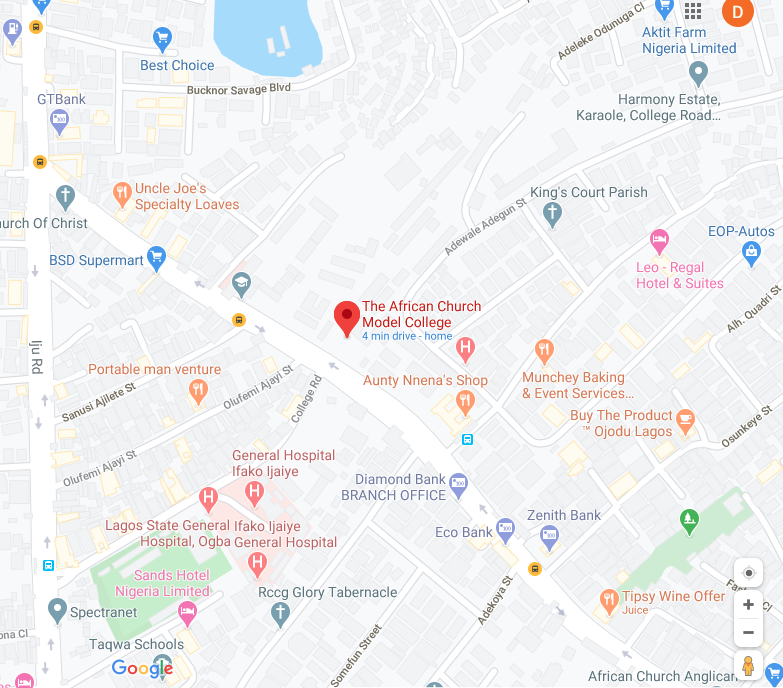 D
Adeleke Odunuga Cl
Aktit Farm
Nigeria Limited
Best Choice
Bucknor Savage Blvd
GTBank
Harmony Estate,
Karaole, College Road...
Uncle Joe's
Specialty Loaves
King's Court Parish
urch Of Christ
Adewale Adegun St
EOP-Autos
BSD Supermart
Leo - Regal
Hotel & Suites
The African Church
Model College
4 min drive - home
Alh. Quadri St
Iju Rd
Portable man venture
Olufemi Ajayi St
Sanusi Ajilete St
College Rd
Aunty Nnena's Shop
Munchey Baking
& Event Services...
Buy The Product
™ Ojodu Lagos
Osunkeye St
Olufemi Ajayi St
General Hospital
Ifako Ijaiye
Diamond Bank
BRANCH OFFICE
Zenith Bank
Eco Bank
Lagos State General
Hospital, Ogba
Ifako Ijaiye
General Hospital
Sands Hotel
Nigeria Limited
Rccg Glory Tabernacle
Adekoya St
Tipsy Wine Offer
Juice
Spectranet
ona Cl
Taqwa Schools
Somefun Street
Google
African Church Anglican